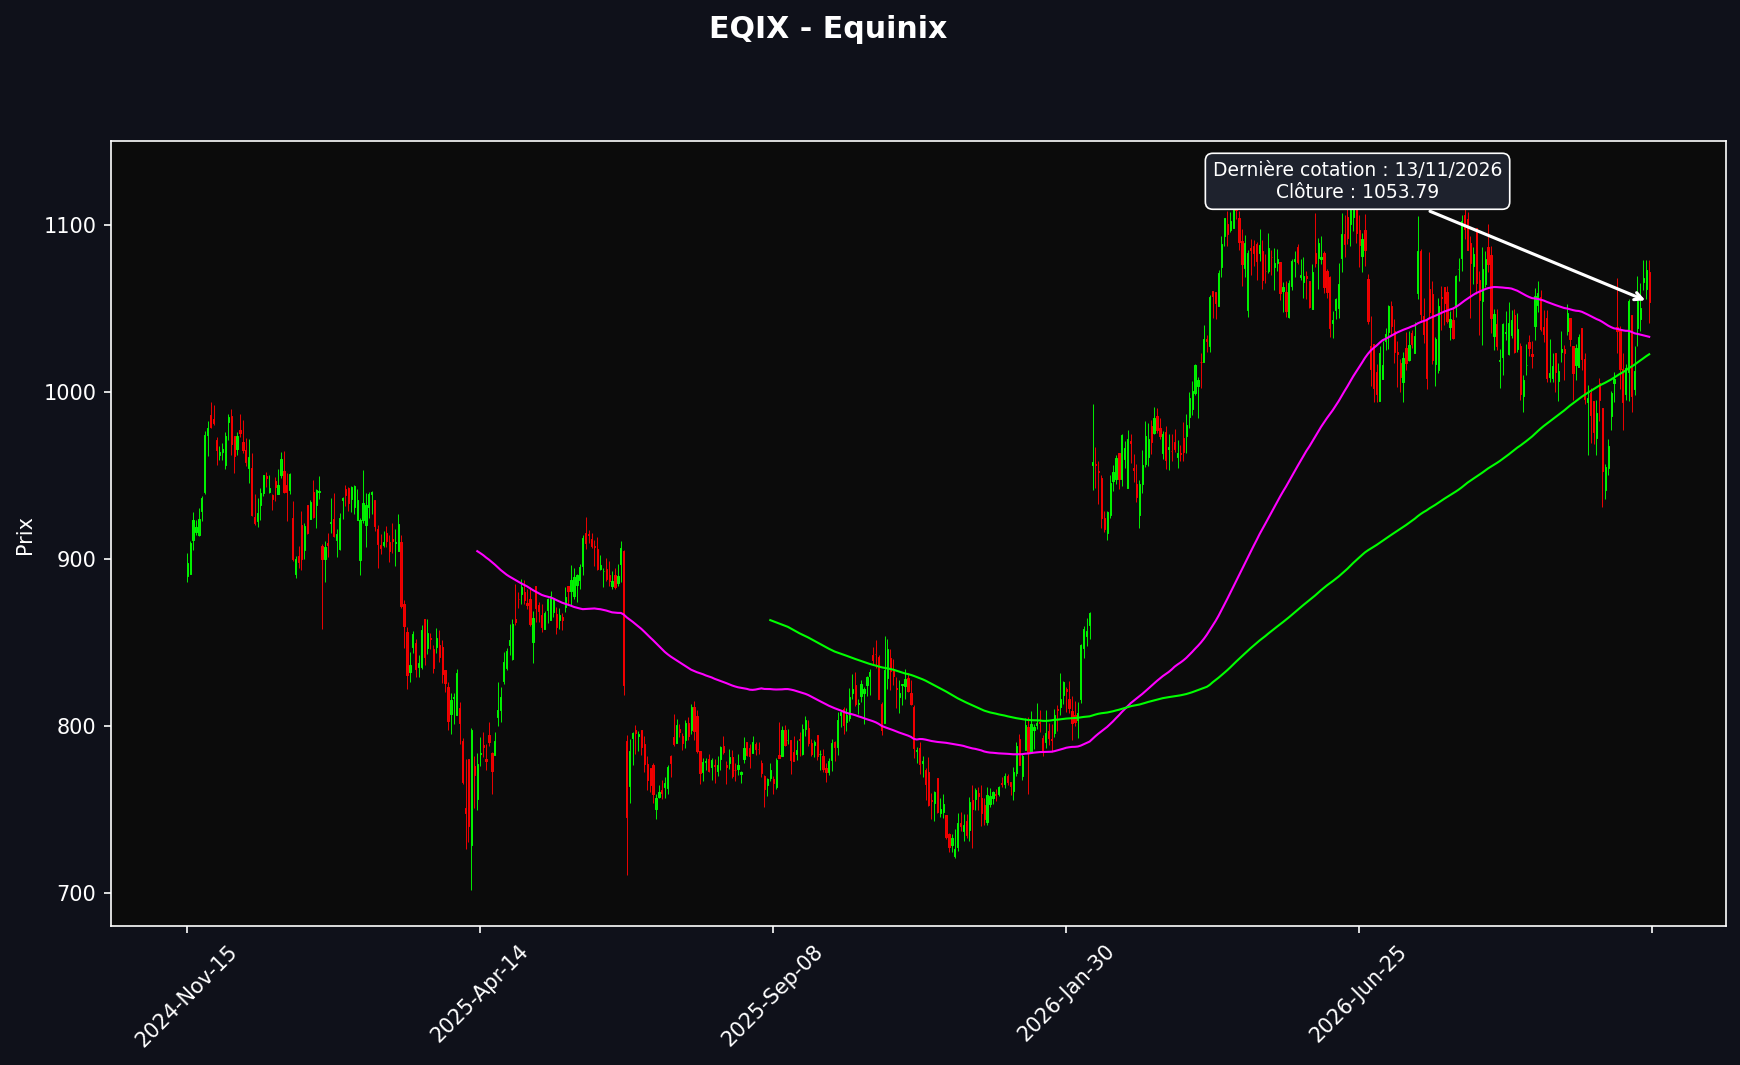 EQIX - Equinix
Dernière cotation : 13/11/2026
Clôture : 1053.79
Prix
1100
1000
900
800
700
2024-Nov-15
2025-Apr-14
2025-Sep-08
2026-Jan-30
2026-Jun-25